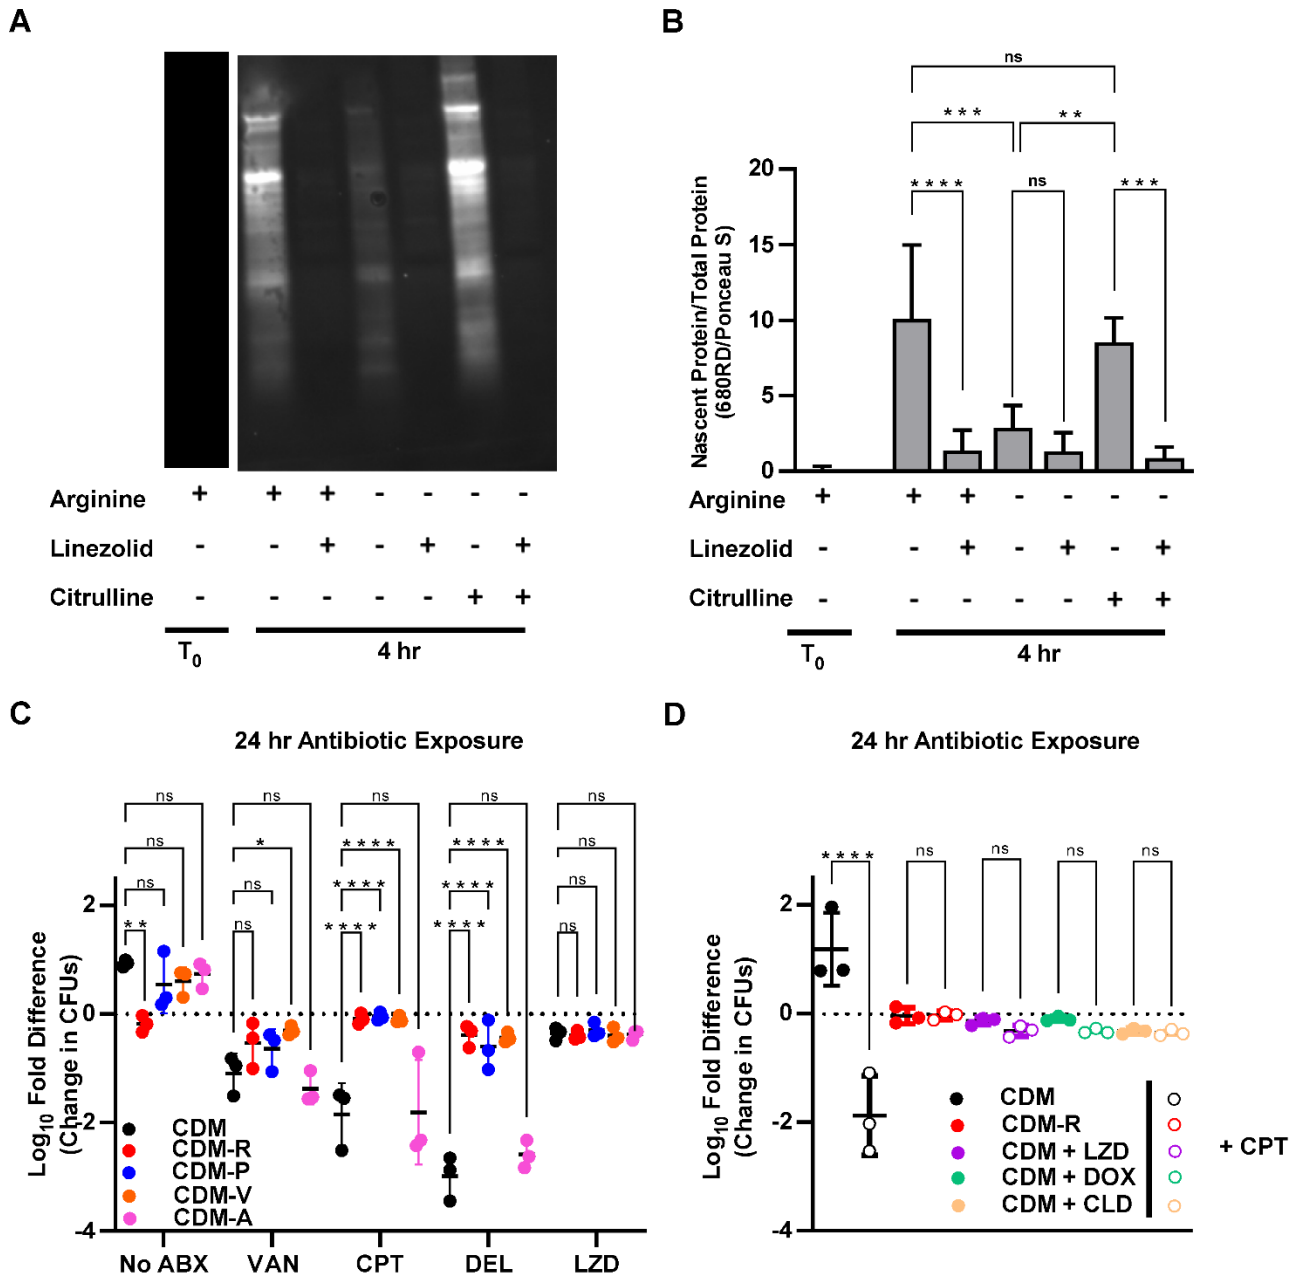 A
Arginine + + + - - - -
Linezolid - - + - + - +
Citrulline - - - - - + +
T0 4 hr
B
ns
*** **
**** ns ***
Nascent Protein/Total Protein
(680RD/Ponceau S)
20
15
10
5
0
Arginine + + + - - - -
Linezolid - - + - + - +
Citrulline - - - - - + +
T0 4 hr
C
24 hr Antibiotic Exposure
ns ns ns ns ns
ns * **** **** ns
ns ns **** **** ns
** ns **** **** ns
Log10 Fold Difference
(Change in CFUs)
2
0
-2
-4
CDM
CDM-R
CDM-P
CDM-V
CDM-A
No ABX VAN CPT DEL LZD
D
24 hr Antibiotic Exposure
**** ns ns ns ns
Log10 Fold Difference
(Change in CFUs)
2
0
-2
-4
CDM
CDM-R
CDM + LZD
CDM + DOX
CDM + CLD
+ CPT